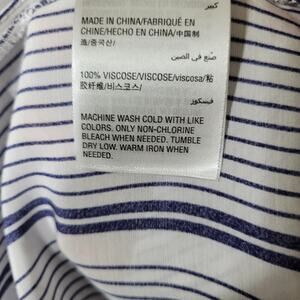 كبير
MADE IN CHINA/FABRIQUÉ EN
CHINE/HECHO EN CHINA/中国制
造/중국산/
صنع في الصين
100% VISCOSE/VISCOSE/viscosa/粘
胶纤维/비스코스/
فيسكوز
MACHINE WASH COLD WITH LIKE
COLORS. ONLY NON-CHLORINE
BLEACH WHEN NEEDED. TUMBLE
DRY LOW. WARM IRON WHEN
NEEDED.